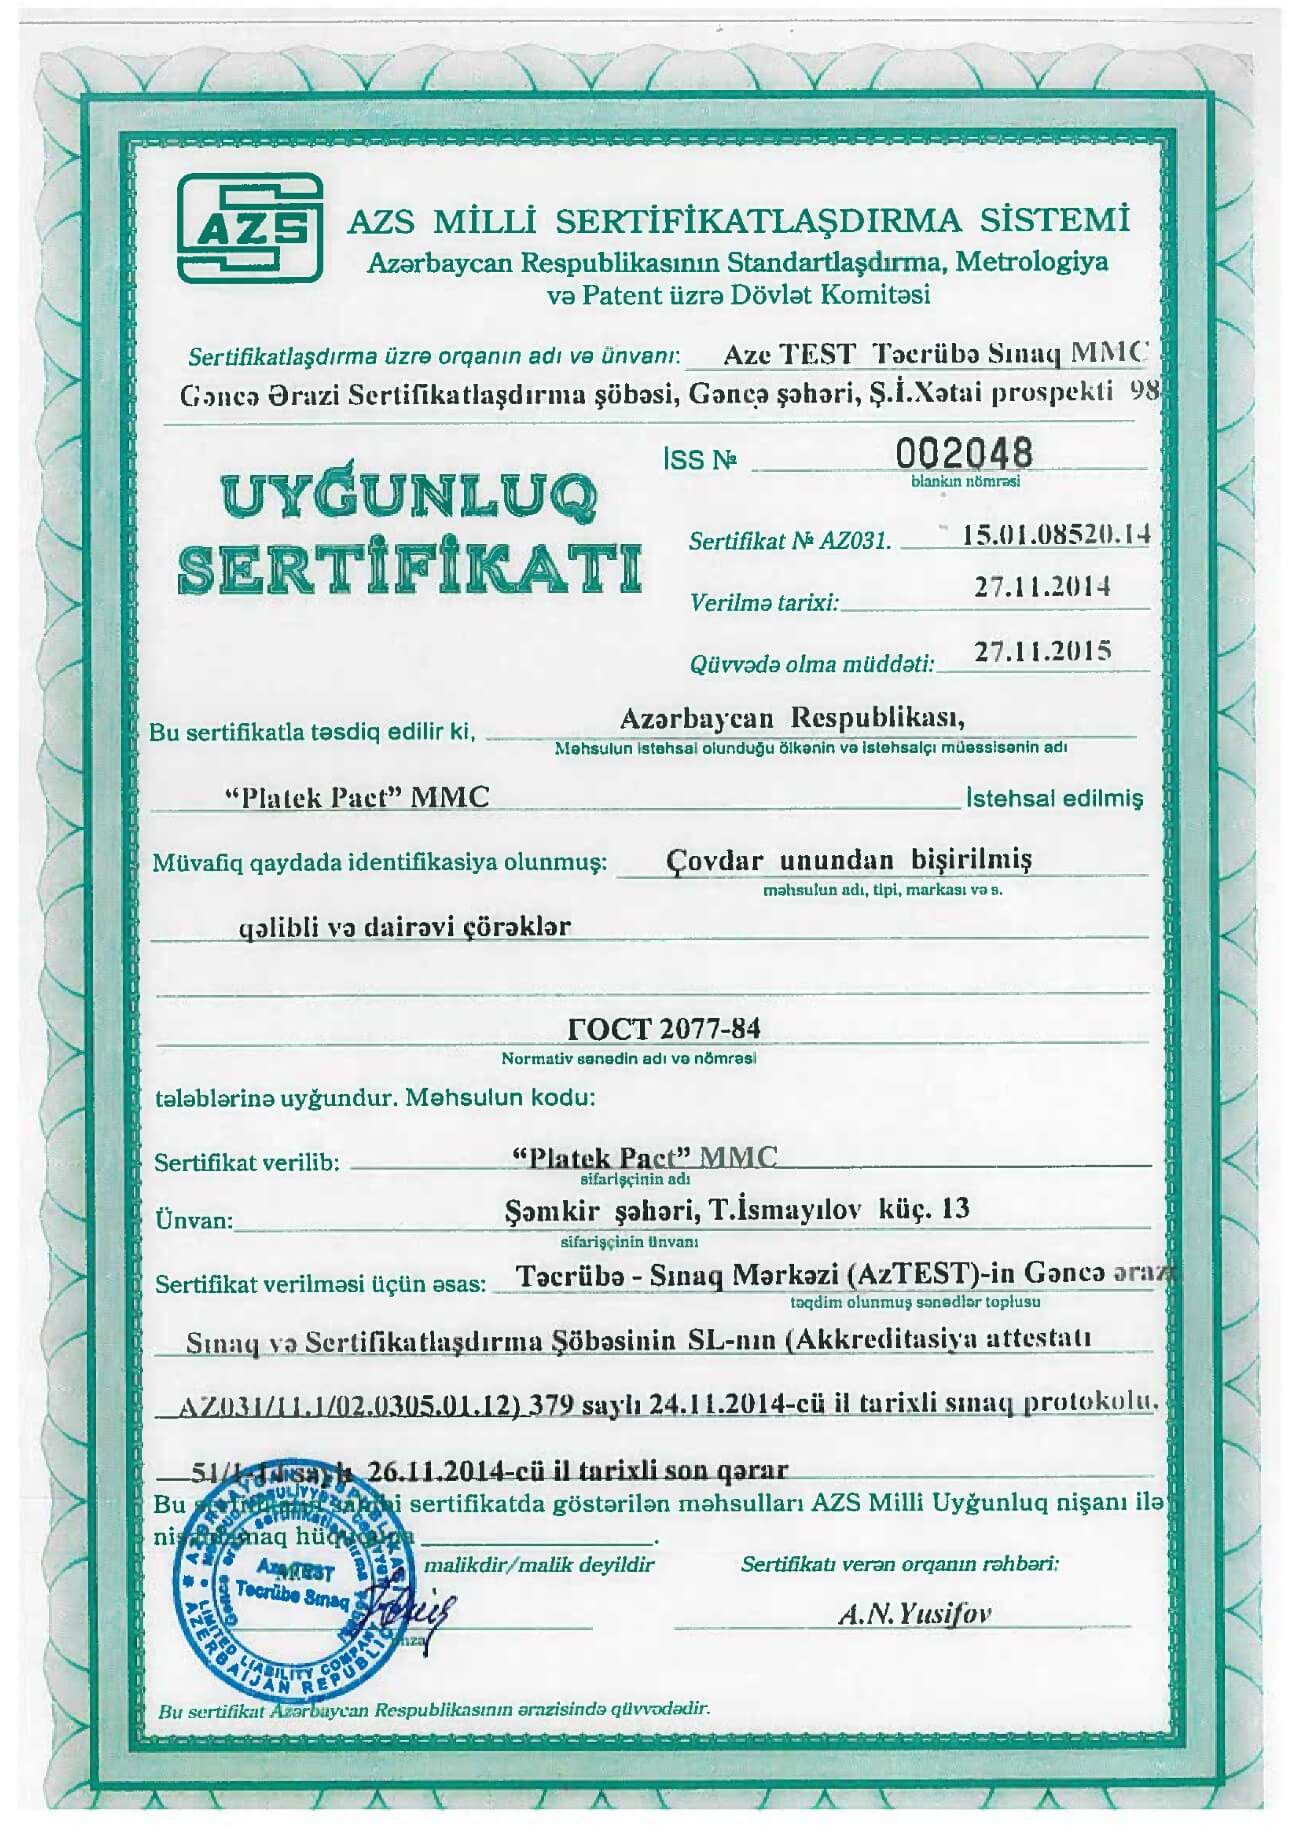 AZS
AZS MİLLİ SERTİFİKATLAŞDIRMA SİSTEMİ
Azərbaycan Respublikasının Standartlaşdırma, Metrologiya
və Patent üzrə Dövlət Komitəsi
Sertifikatlaşdırma üzrə orqanın adı və ünvanı: Aze TEST Təcrübə Sınaq MMC
Gəncə Ərazi Sertifikatlaşdırma şöbəsi, Gəncə şəhəri, Ş.İ.Xətai prospekti 98
UYĞUNLUQ
SERTİFİKATI
İSS № 002048
blankın nömrəsi
Sertifikat № AZ031. 15.01.08520.14
Verilmə tarixi: 27.11.2014
Qüvvədə olma müddəti: 27.11.2015
Bu sertifikatla təsdiq edilir ki, Azərbaycan Respublikası,
Məhsulun istehsal olunduğu ölkənin və istehsalçı müəssisənin adı
“Platek Pact” MMC İstehsal edilmiş
Müvafiq qaydada identifikasiya olunmuş: Çovdar unundan bişirilmiş
məhsulun adı, tipi, markası və s.
qəlibli və dairəvi çörəklər
ГОСТ 2077-84
Normativ sənədin adı və nömrəsi
tələblərinə uyğundur. Məhsulun kodu:
Sertifikat verilib: “Platek Pact” MMC
sifarişçinin adı
Ünvan: Şəmkir şəhəri, T.İsmayılov küç. 13
sifarişçinin ünvanı
Sertifikat verilməsi üçün əsas: Təcrübə - Sınaq Mərkəzi (AzTEST)-in Gəncə ərazi
təqdim olunmuş sənədlər toplusu
Sınaq və Sertifikatlaşdırma Şöbəsinin SL-nın (Akkreditasiya attestatı
AZ031/11.1/02.0305.01.12) 379 saylı 24.11.2014-cü il tarixli sınaq protokolu.
51/1-14 saylı 26.11.2014-cü il tarixli son qərar
Bu sertifikatın sahibi sertifikatda göstərilən məhsulları AZS Milli Uyğunluq nişanı ilə
nişanlamaq hüququna
malikdir/malik deyildir Sertifikatı verən orqanın rəhbəri:
A.N.Yusifov
imza
AzeTEST
Təcrübə Sınaq
LIMITED LIABILITY COMPANY
AZERBAIJAN REPUBLIC
Bu sertifikat Azərbaycan Respublikasının ərazisində qüvvədədir.